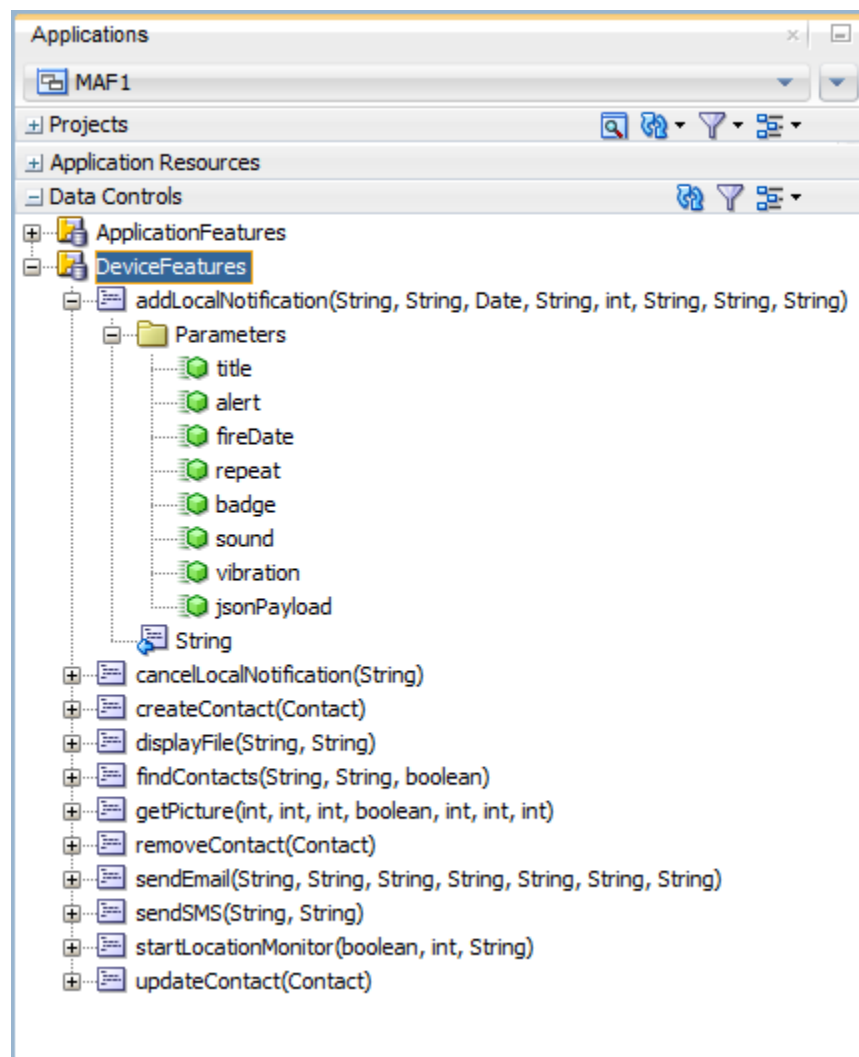 Applications
MAF1
Projects
Application Resources
Data Controls
ApplicationFeatures
DeviceFeatures
addLocalNotification(String, String, Date, String, int, String, String, String)
Parameters
title
alert
fireDate
repeat
badge
sound
vibration
jsonPayload
String
cancelLocalNotification(String)
createContact(Contact)
displayFile(String, String)
findContacts(String, String, boolean)
getPicture(int, int, int, boolean, int, int, int)
removeContact(Contact)
sendEmail(String, String, String, String, String, String, String)
sendSMS(String, String)
startLocationMonitor(boolean, int, String)
updateContact(Contact)